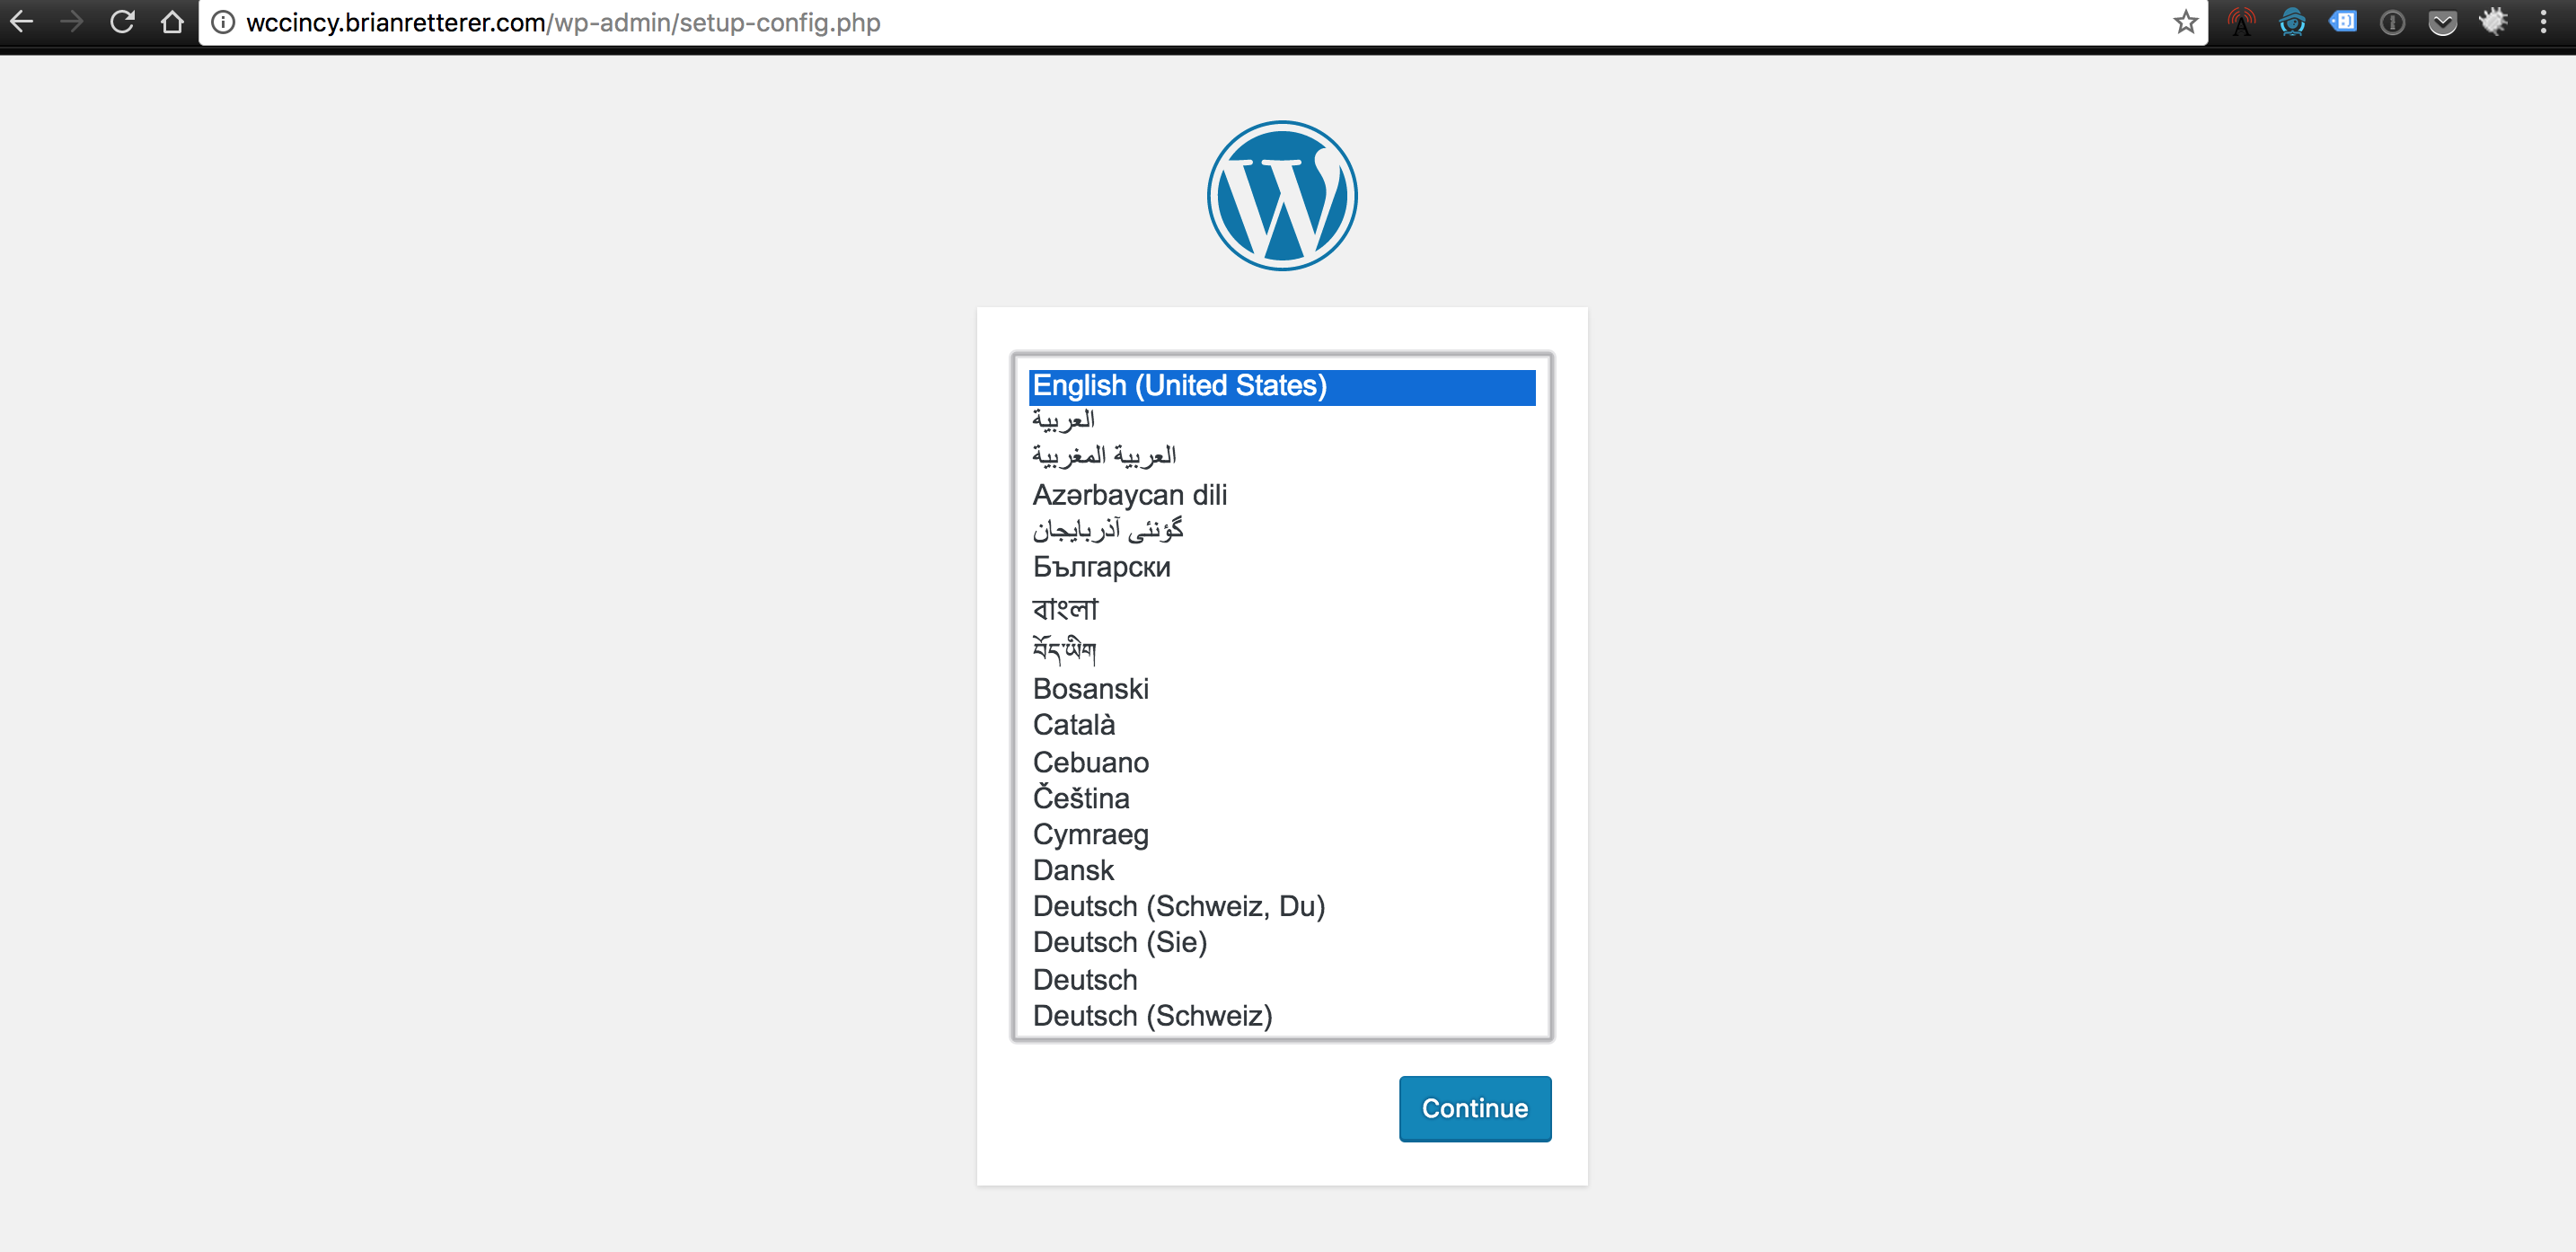 wccincy.brianretterer.com/wp-admin/setup-config.php
English (United States)
العربية
العربية المغربية
Azərbaycan dili
گؤنئی آذربایجان
Български
বাংলা
བོད་ཡིག
Bosanski
Català
Cebuano
Čeština
Cymraeg
Dansk
Deutsch (Schweiz, Du)
Deutsch (Sie)
Deutsch
Deutsch (Schweiz)
Continue